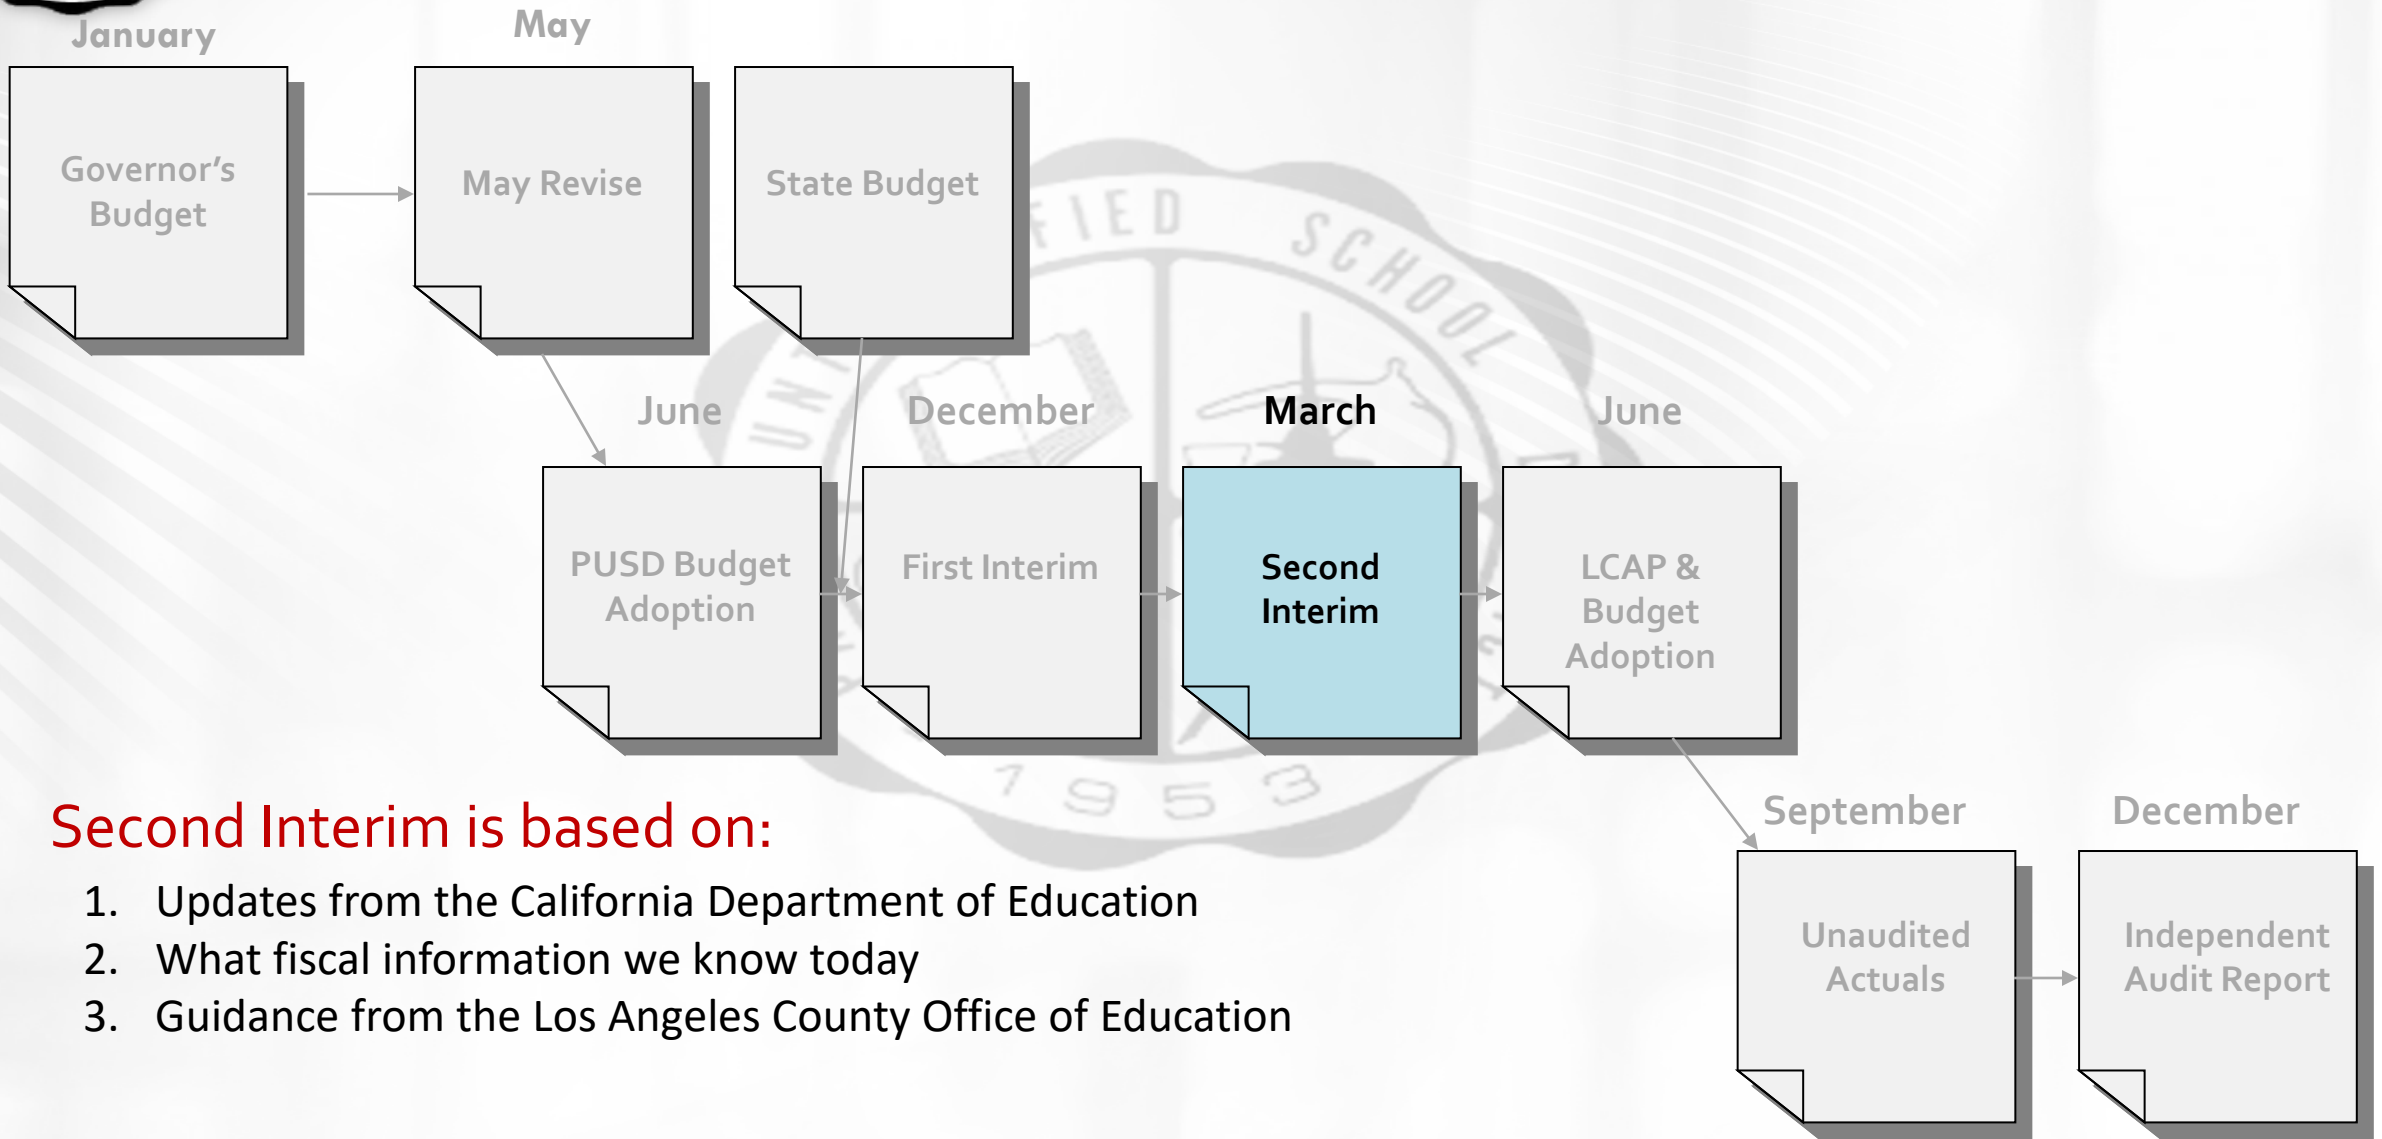 January
May
Governor's
Budget
May Revise
State Budget
UNIFIED SCHOOL
June
December
March
June
PUSD Budget
Adoption
First Interim
Second
Interim
LCAP &
Budget
Adoption
1953
Second Interim is based on:
1. Updates from the California Department of Education
2. What fiscal information we know today
3. Guidance from the Los Angeles County Office of Education
September
December
Unaudited
Actuals
Independent
Audit Report